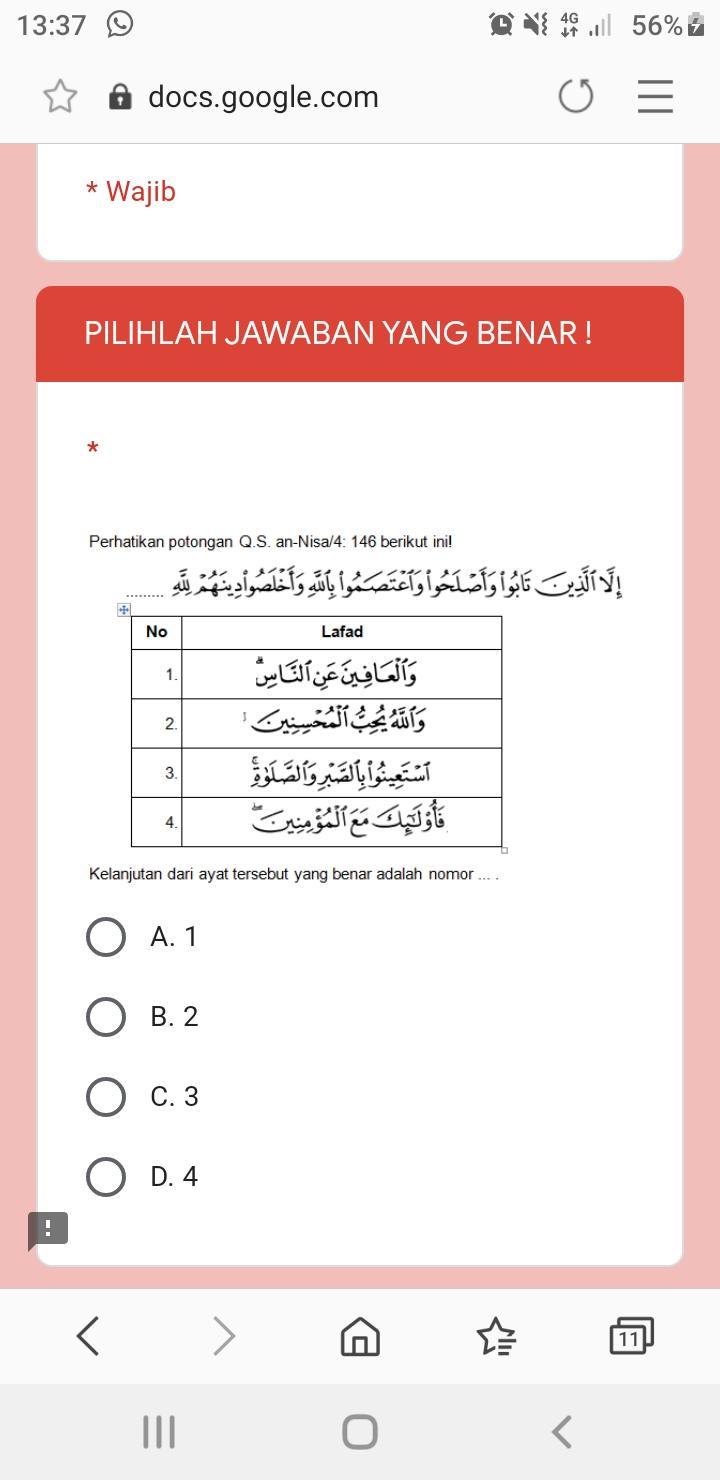 13:37 4G 56%
docs.google.com
* Wajib
PILIHLAH JAWABAN YANG BENAR !
*
Perhatikan potongan Q.S. an-Nisa/4: 146 berikut ini!
إِلَّا ٱلَّذِينَ تَابُوا۟ وَأَصْلَحُوا۟ وَٱعْتَصَمُوا۟ بِٱللَّهِ وَأَخْلَصُوا۟ دِينَهُمْ لِلَّهِ .........
No Lafad
1. وَٱلْعَافِينَ عَنِ ٱلنَّاسِ ۗ
2. وَٱللَّهُ يُحِبُّ ٱلْمُحْسِنِينَ
3. ٱسْتَعِينُوا۟ بِٱلصَّبْرِ وَٱلصَّلَوٰةِ ۚ
4. فَأُو۟لَٰٓئِكَ مَعَ ٱلْمُؤْمِنِينَ ۖ
Kelanjutan dari ayat tersebut yang benar adalah nomor ... .
A. 1
B. 2
C. 3
D. 4
11